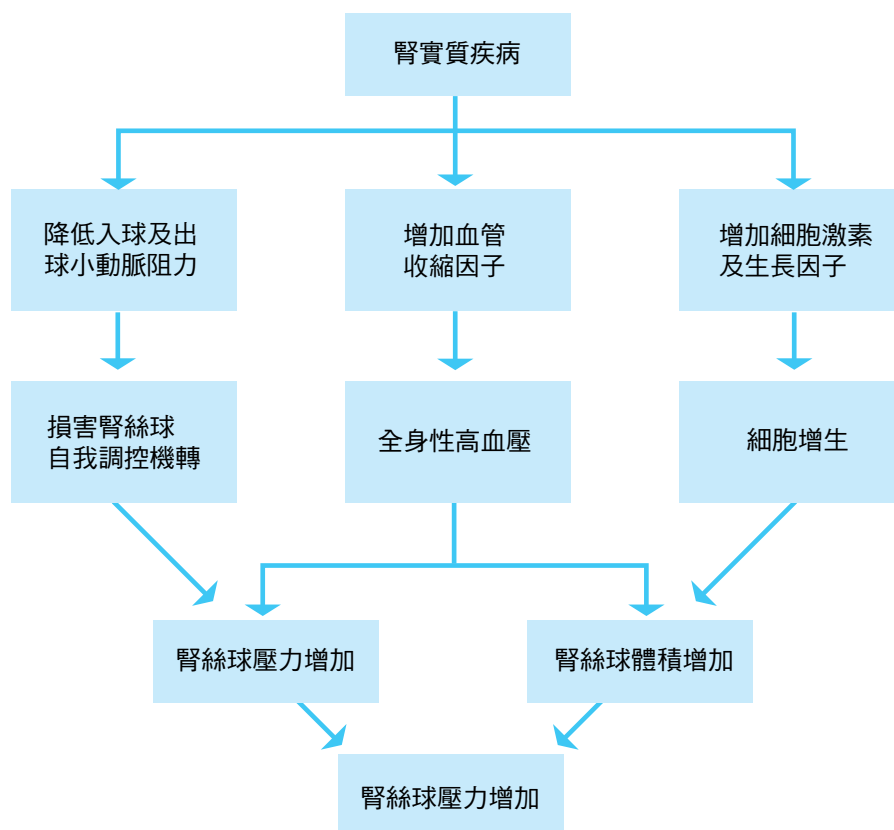 腎實質疾病
降低入球及出
球小動脈阻力
增加血管
收縮因子
增加細胞激素
及生長因子
損害腎絲球
自我調控機轉
全身性高血壓
細胞增生
腎絲球壓力增加
腎絲球體積增加
腎絲球壓力增加